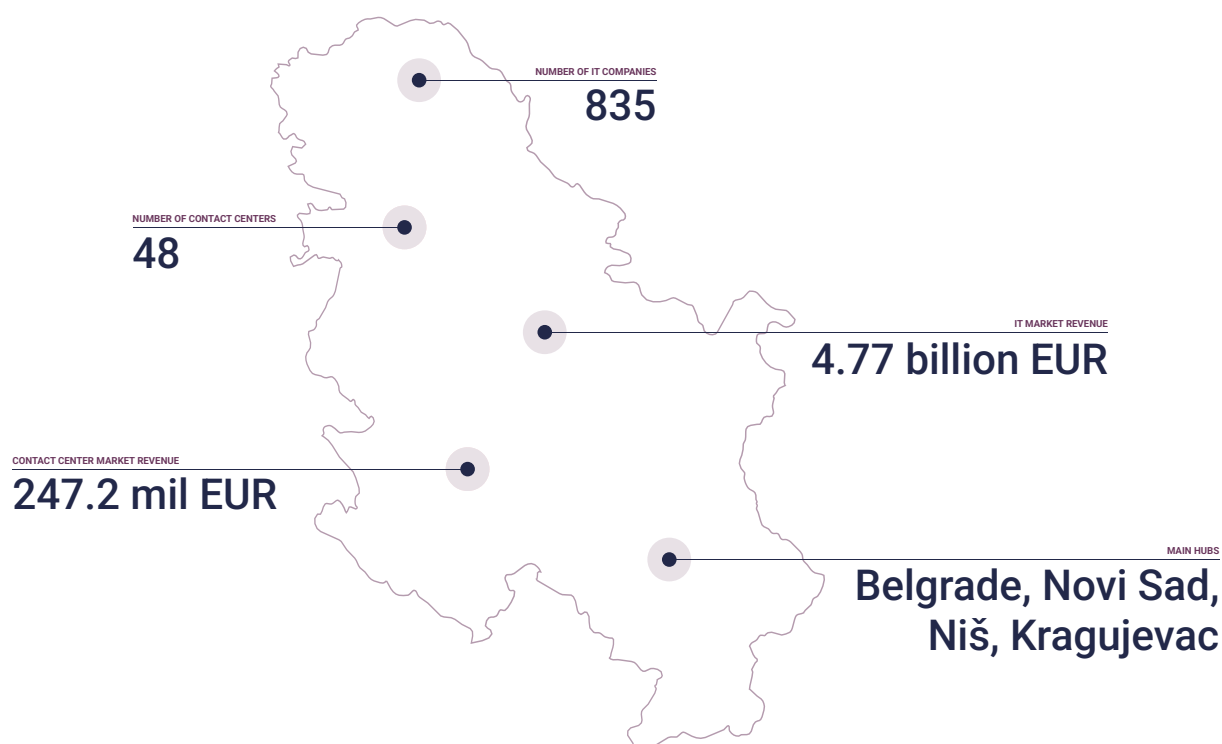 NUMBER OF IT COMPANIES
835
NUMBER OF CONTACT CENTERS
48
IT MARKET REVENUE
4.77 billion EUR
CONTACT CENTER MARKET REVENUE
247.2 mil EUR
MAIN HUBS
Belgrade, Novi Sad,
Niš, Kragujevac